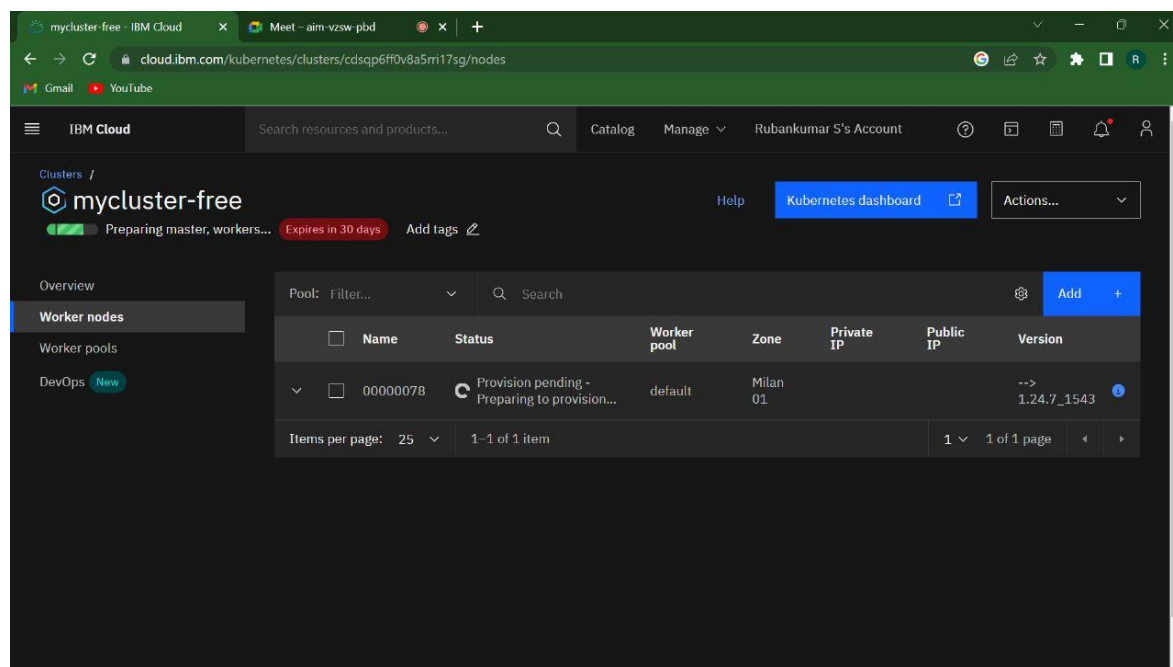 mycluster-free - IBM Cloud
Meet – aim-vzsw-pbd
cloud.ibm.com/kubernetes/clusters/cdsqp6ff0v8a5rri17sg/nodes
R
Gmail YouTube
IBM Cloud Search resources and products... Catalog Manage Rubankumar S's Account
Clusters /
mycluster-free
Help Kubernetes dashboard Actions...
Preparing master, workers... Expires in 30 days Add tags
Overview
Worker nodes
Worker pools
DevOps New
Pool: Filter... Search Add +
Name Status Worker pool Zone Private IP Public IP Version
00000078 Provision pending - Preparing to provision... default Milan 01 --> 1.24.7_1543
Items per page: 25 1–1 of 1 item 1 1 of 1 page